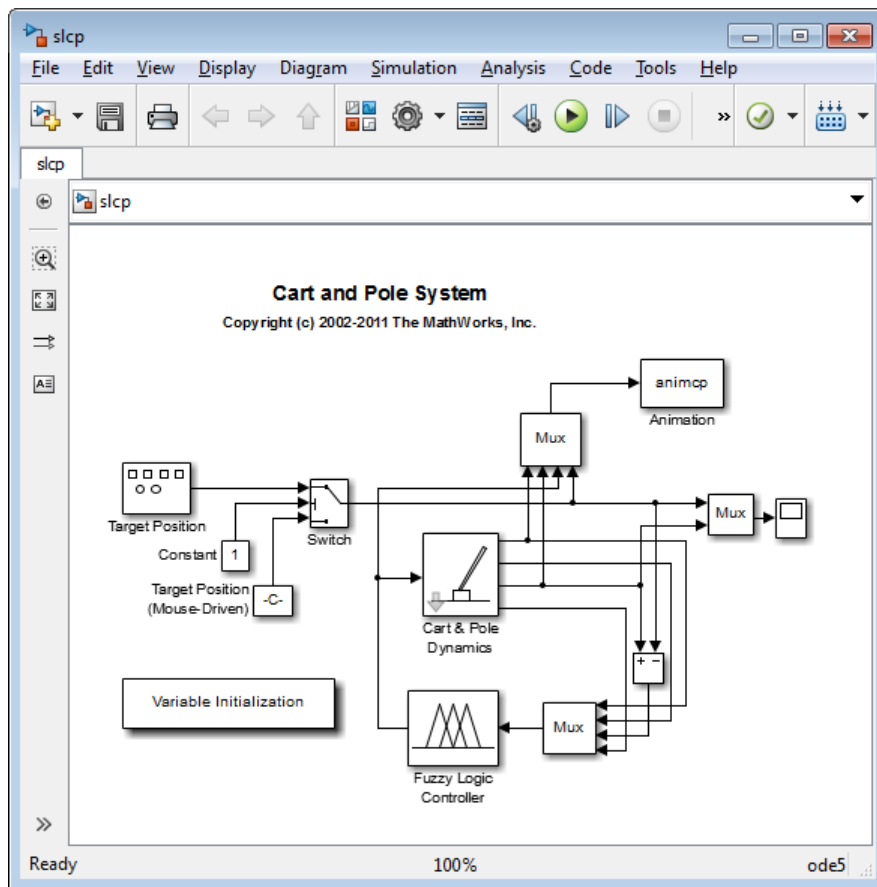 slcp
File Edit View Display Diagram Simulation Analysis Code Tools Help
»
slcp
slcp
Cart and Pole System
Copyright (c) 2002-2011 The MathWorks, Inc.
animcp
Animation
Mux
Target Position
Switch
Mux
Constant 1
Target Position
(Mouse-Driven)
-C-
Cart & Pole
Dynamics
+ −
Variable Initialization
Mux
Fuzzy Logic
Controller
»
Ready 100% ode5